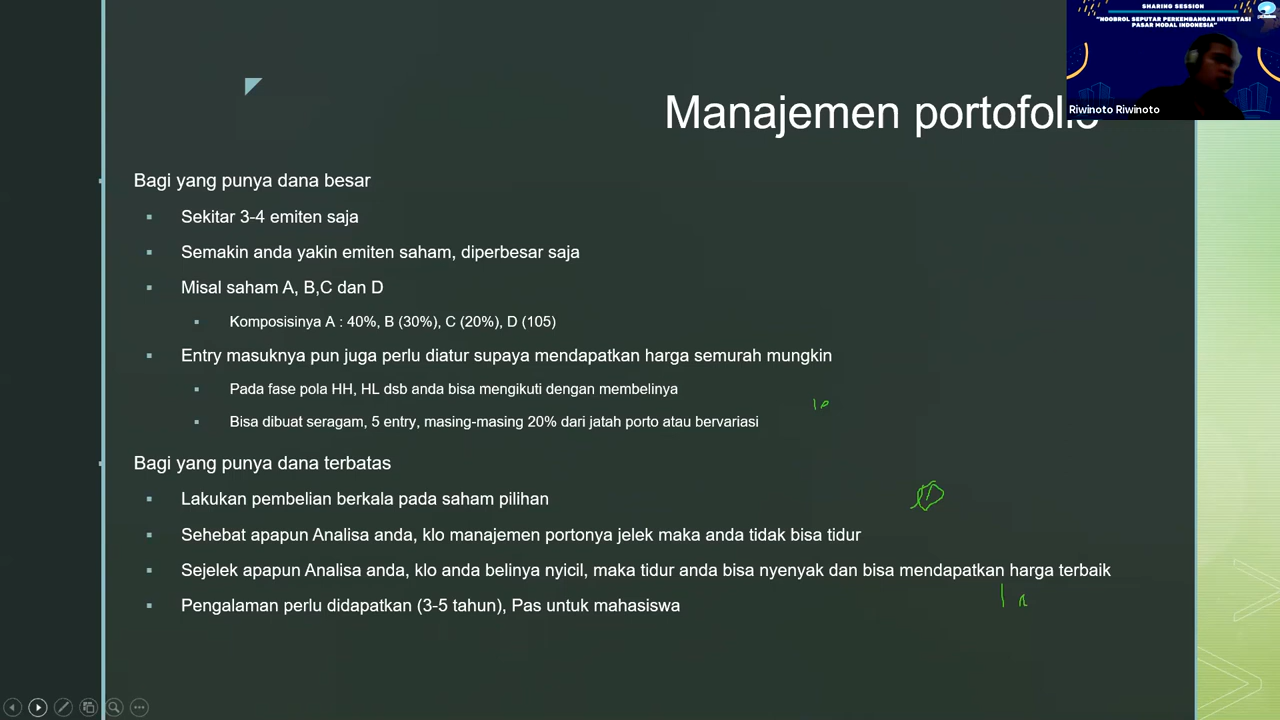 SHARING SESSION
"NGOBROL SEPUTAR PERKEMBANGAN INVESTASI
PASAR MODAL INDONESIA"
Riwinoto Riwinoto
Manajemen portofolio
Bagi yang punya dana besar
Sekitar 3-4 emiten saja
Semakin anda yakin emiten saham, diperbesar saja
Misal saham A, B,C dan D
Komposisinya A : 40%, B (30%), C (20%), D (105)
Entry masuknya pun juga perlu diatur supaya mendapatkan harga semurah mungkin
Pada fase pola HH, HL dsb anda bisa mengikuti dengan membelinya
Bisa dibuat seragam, 5 entry, masing-masing 20% dari jatah porto atau bervariasi
Bagi yang punya dana terbatas
Lakukan pembelian berkala pada saham pilihan
Sehebat apapun Analisa anda, klo manajemen portonya jelek maka anda tidak bisa tidur
Sejelek apapun Analisa anda, klo anda belinya nyicil, maka tidur anda bisa nyenyak dan bisa mendapatkan harga terbaik
Pengalaman perlu didapatkan (3-5 tahun), Pas untuk mahasiswa